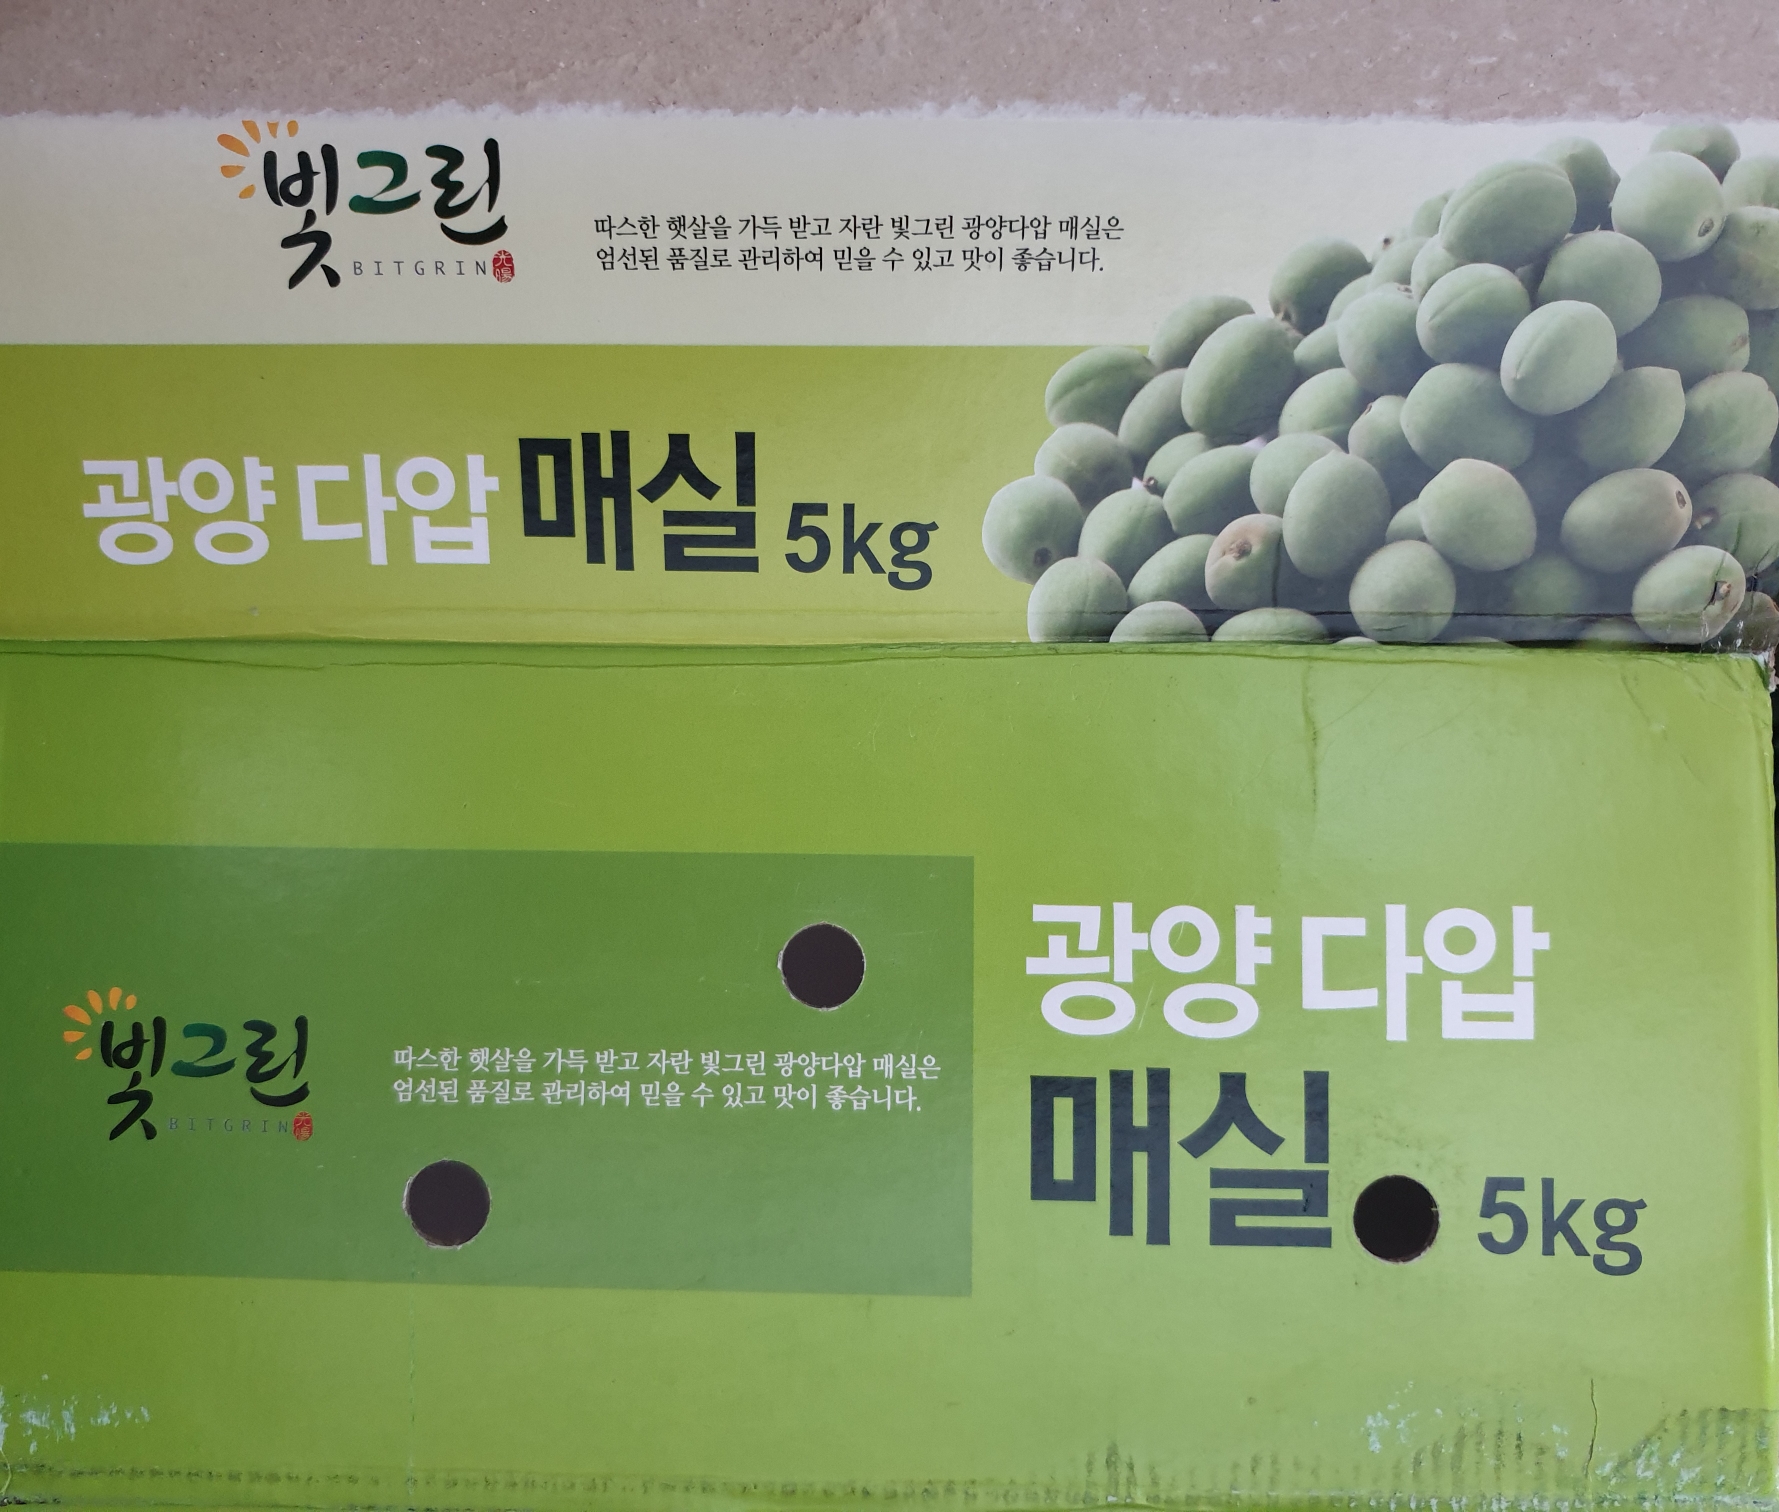 빛그린
BITGRIN 光陽
따스한 햇살을 가득 받고 자란 빛그린 광양다압 매실은
엄선된 품질로 관리하여 믿을 수 있고 맛이 좋습니다.
광양 다압 매실 5kg
광양 다압
매실 5kg
빛그린
BITGRIN 光陽
따스한 햇살을 가득 받고 자란 빛그린 광양다압 매실은
엄선된 품질로 관리하여 믿을 수 있고 맛이 좋습니다.